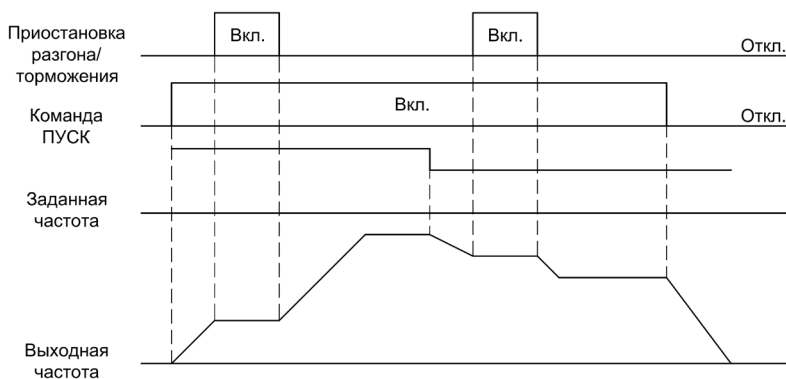 Приостановка
разгона/
торможения
Вкл.
Вкл.
Откл.
Команда
ПУСК
Вкл.
Откл.
Заданная
частота
Выходная
частота